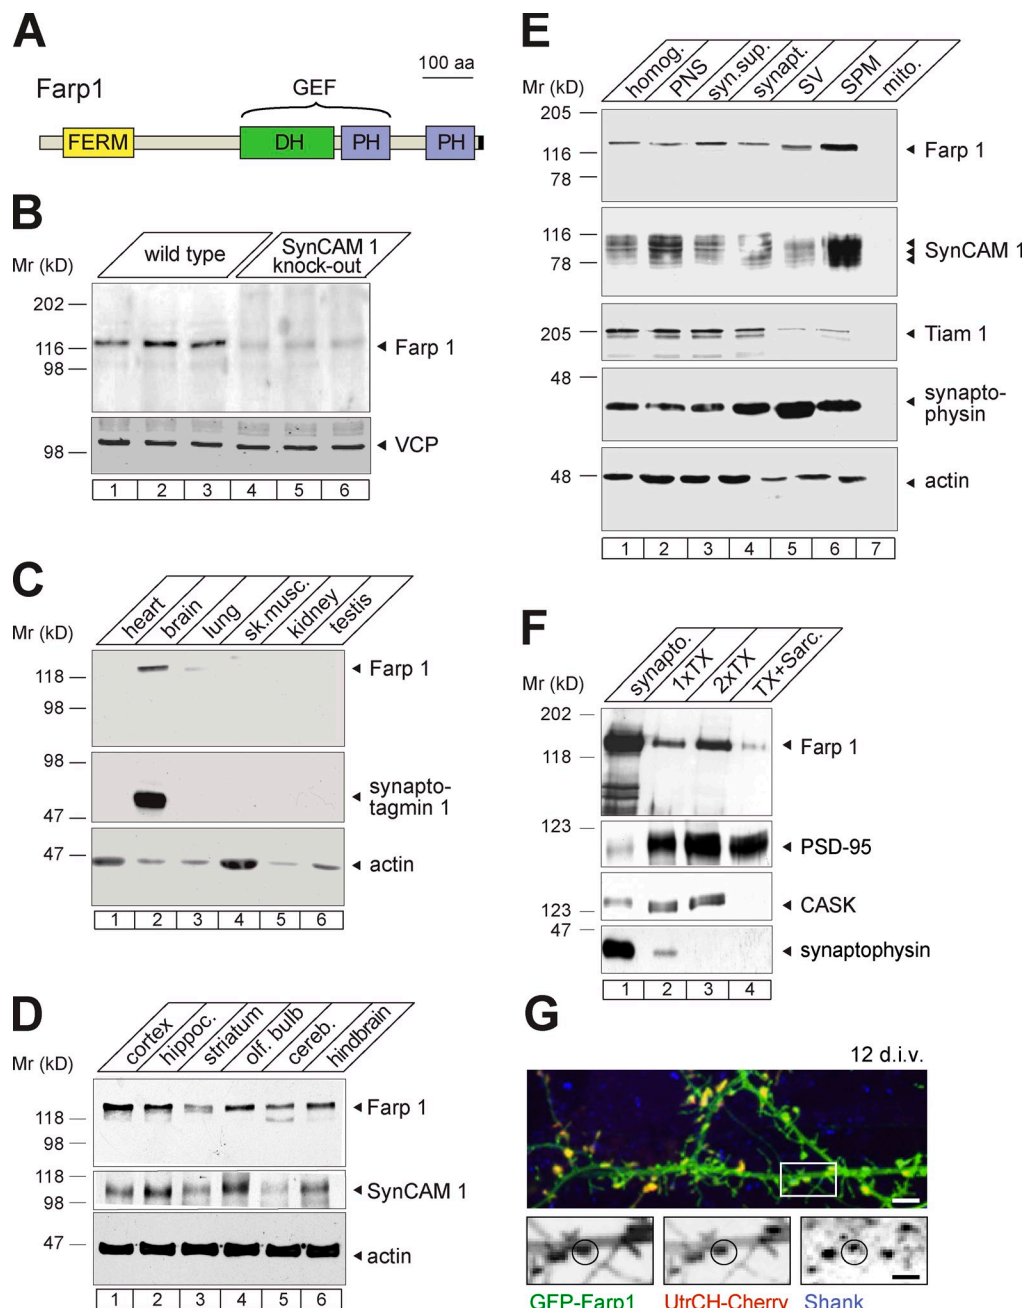 A
100 aa
Farp1
GEF
FERM
DH
PH
PH
B
wild type
SynCAM 1
knock-out
Mr (kD)
202
116
98
Farp 1
98
VCP
1 2 3 4 5 6
C
heart brain lung sk.musc. kidney testis
Mr (kD)
118
98
Farp 1
98
47
synapto-
tagmin 1
47
actin
1 2 3 4 5 6
D
cortex hippoc. striatum olf. bulb cereb. hindbrain
Mr (kD)
118
98
Farp 1
118
98
SynCAM 1
47
actin
1 2 3 4 5 6
E
homog. PNS syn.sup. synapt. SV SPM mito.
Mr (kD)
205
116
78
Farp 1
116
78
SynCAM 1
205
Tiam 1
48
synapto-
physin
48
actin
1 2 3 4 5 6 7
F
synapto. 1xTX 2xTX TX+Sarc.
Mr (kD)
202
118
Farp 1
123
PSD-95
123
CASK
47
synaptophysin
1 2 3 4
G
12 d.i.v.
GFP-Farp1 UtrCH-Cherry Shank